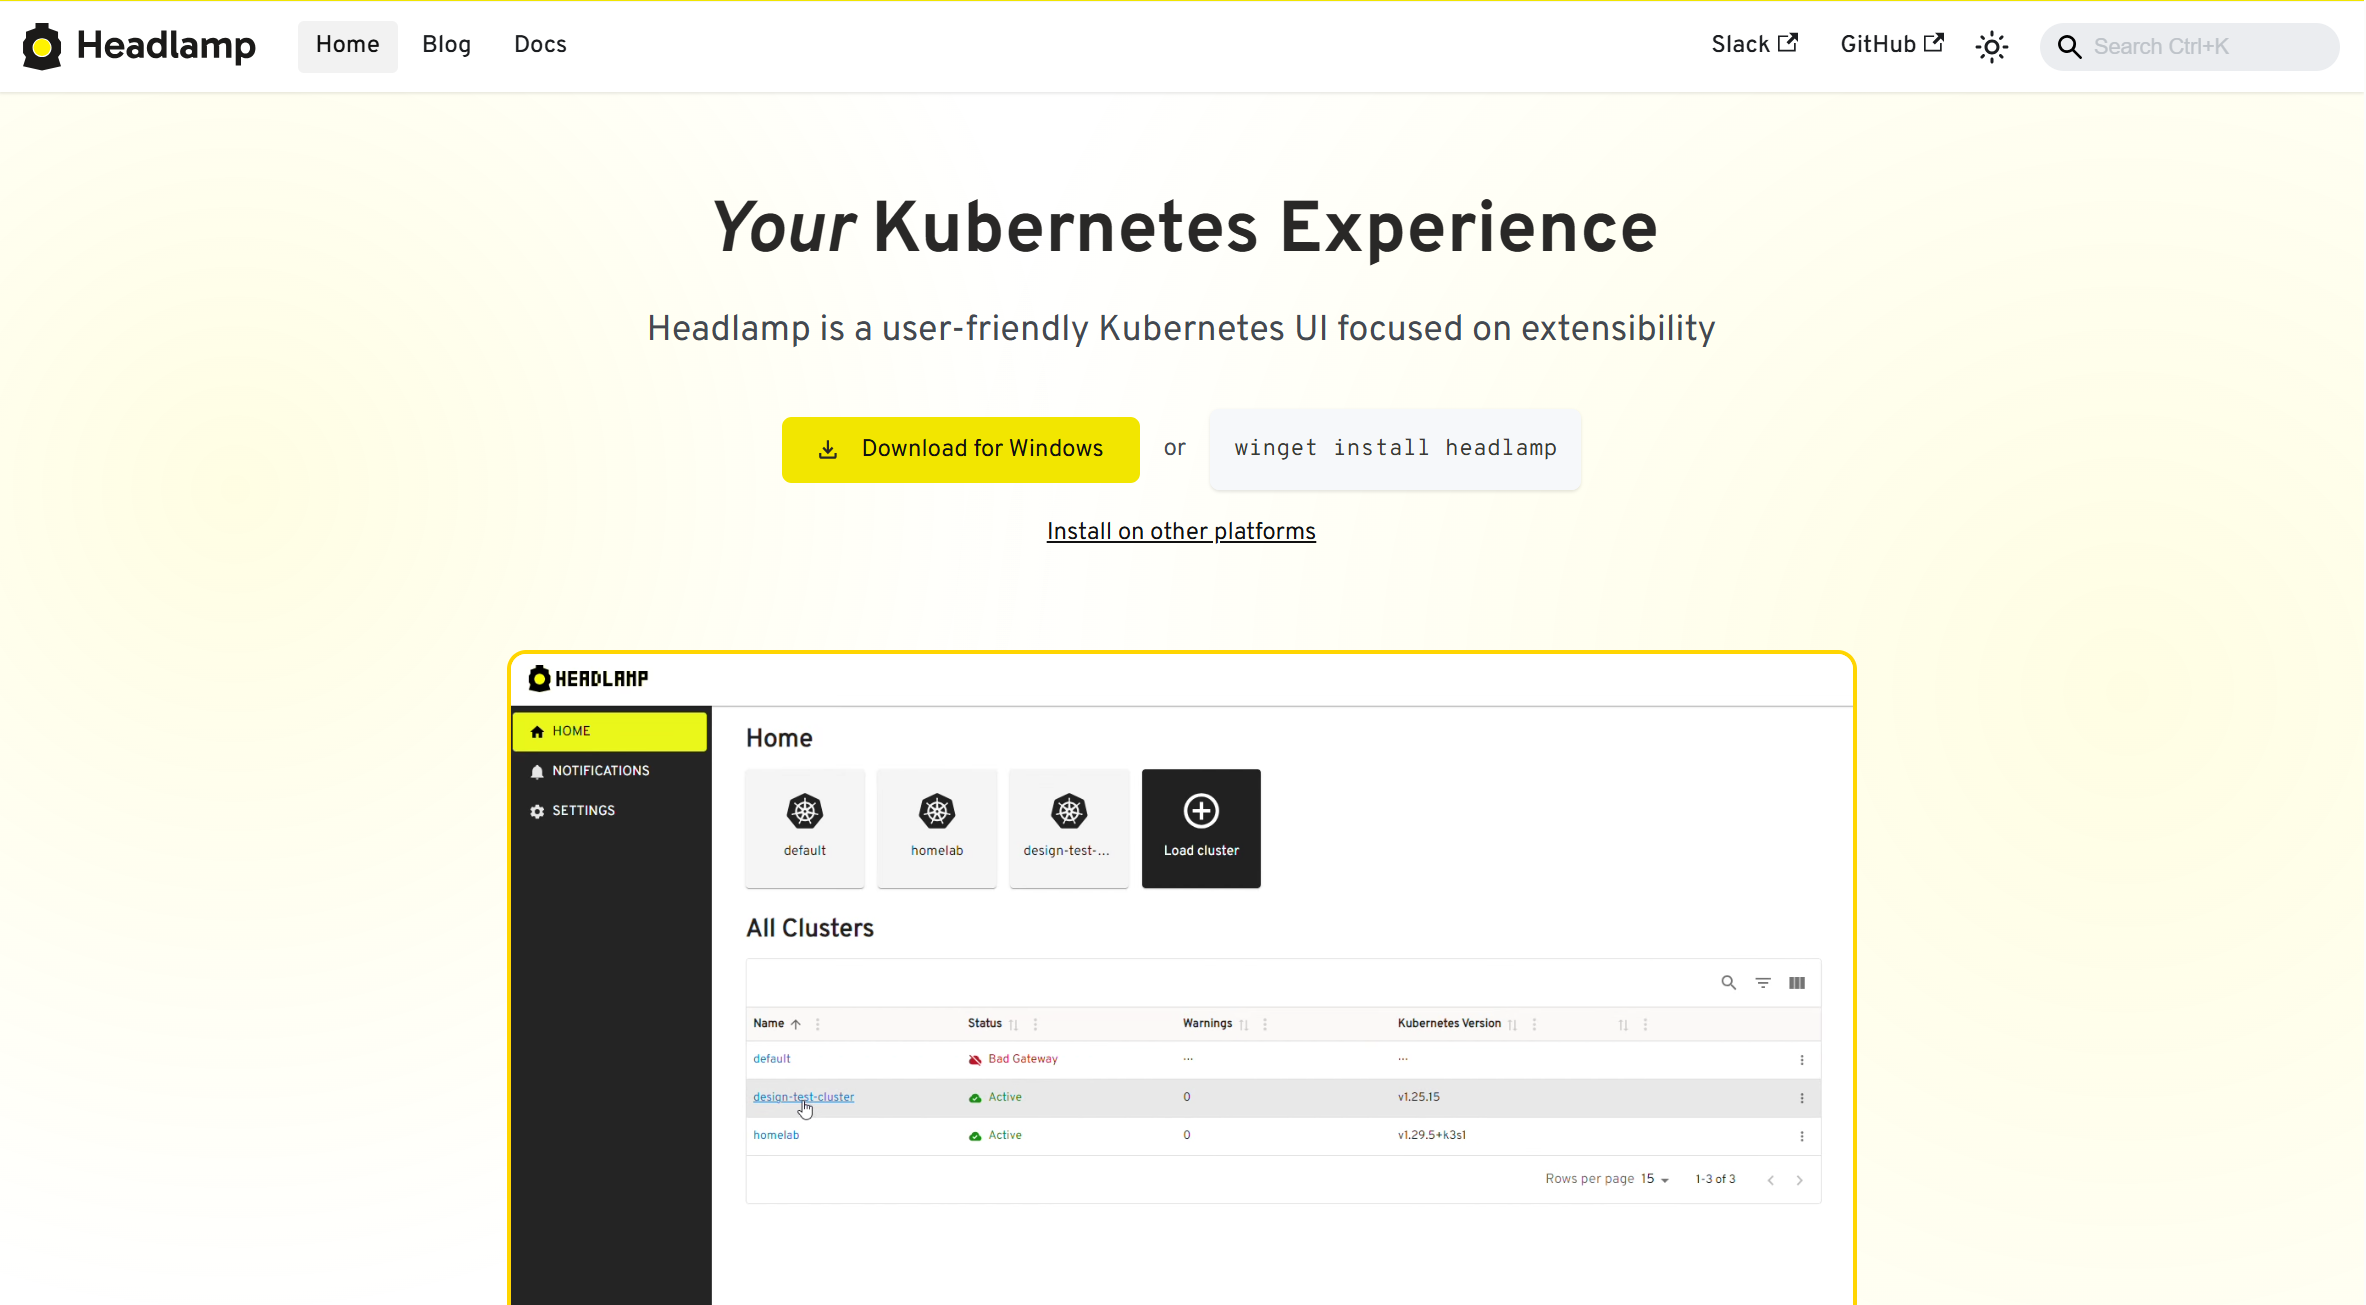 Headlamp Home Blog Docs Slack GitHub Search Ctrl+K
Your Kubernetes Experience
Headlamp is a user-friendly Kubernetes UI focused on extensibility
Download for Windows or winget install headlamp
Install on other platforms
HEADLAMP
HOME
NOTIFICATIONS
SETTINGS
Home
default homelab design-test-... Load cluster
All Clusters
Name Status Warnings Kubernetes Version
default Bad Gateway ... ...
design-test-cluster Active 0 v1.25.15
homelab Active 0 v1.29.5+k3s1
Rows per page 15 1-3 of 3